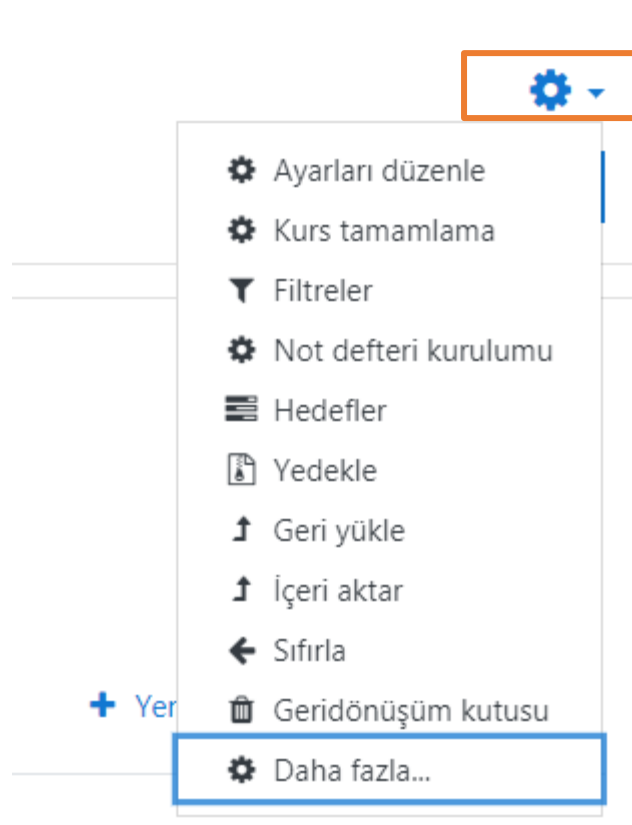 Ayarları düzenle
Kurs tamamlama
Filtreler
Not defteri kurulumu
Hedefler
Yedekle
Geri yükle
İçeri aktar
Sıfırla
Yer
Geridönüşüm kutusu
Daha fazla...